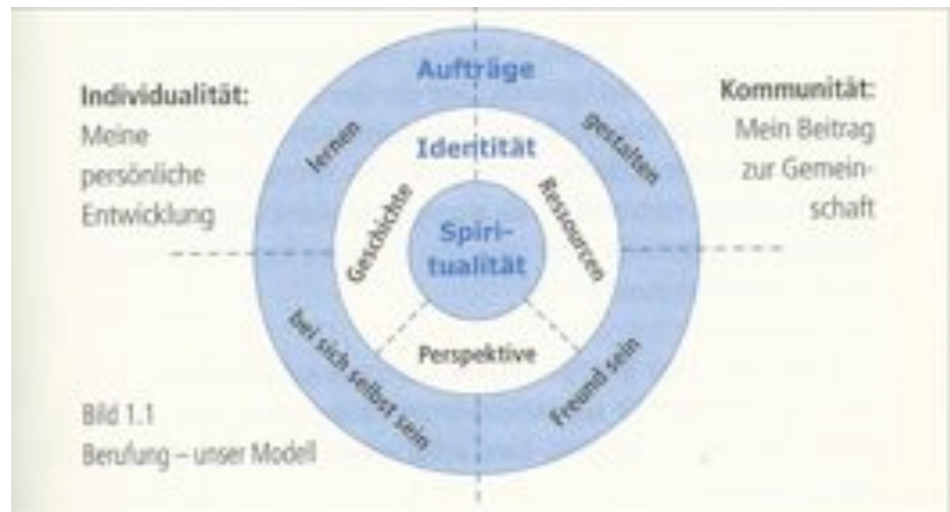 Aufträge
Individualität:
Meine
persönliche
Entwicklung
Kommunität:
Mein Beitrag
zur Gemein-
schaft
lernen
gestalten
Identität
Geschichte
Ressourcen
Spiri-
tualität
Perspektive
bei sich selbst sein
Freund sein
Bild 1.1
Berufung – unser Modell